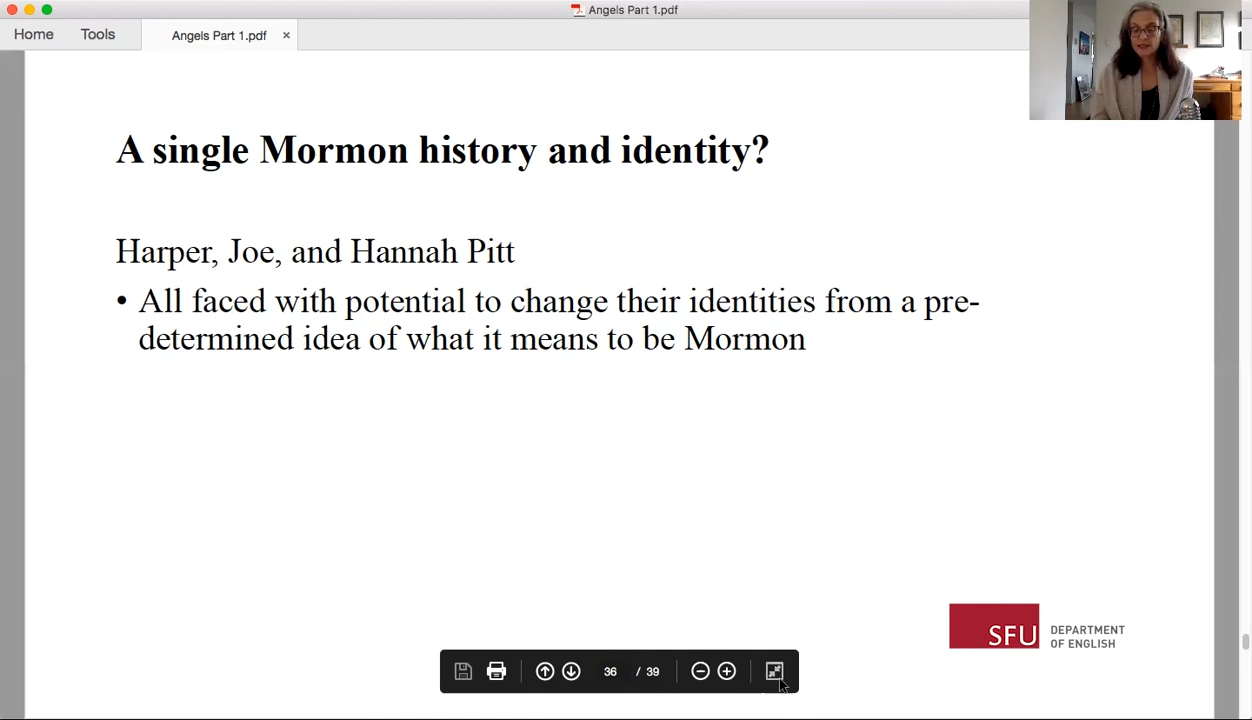 Angels Part 1.pdf
Home
Tools
Angels Part 1.pdf ×
A single Mormon history and identity?
Harper, Joe, and Hannah Pitt
• All faced with potential to change their identities from a pre-
determined idea of what it means to be Mormon
SFU
DEPARTMENT
OF ENGLISH
36 / 39